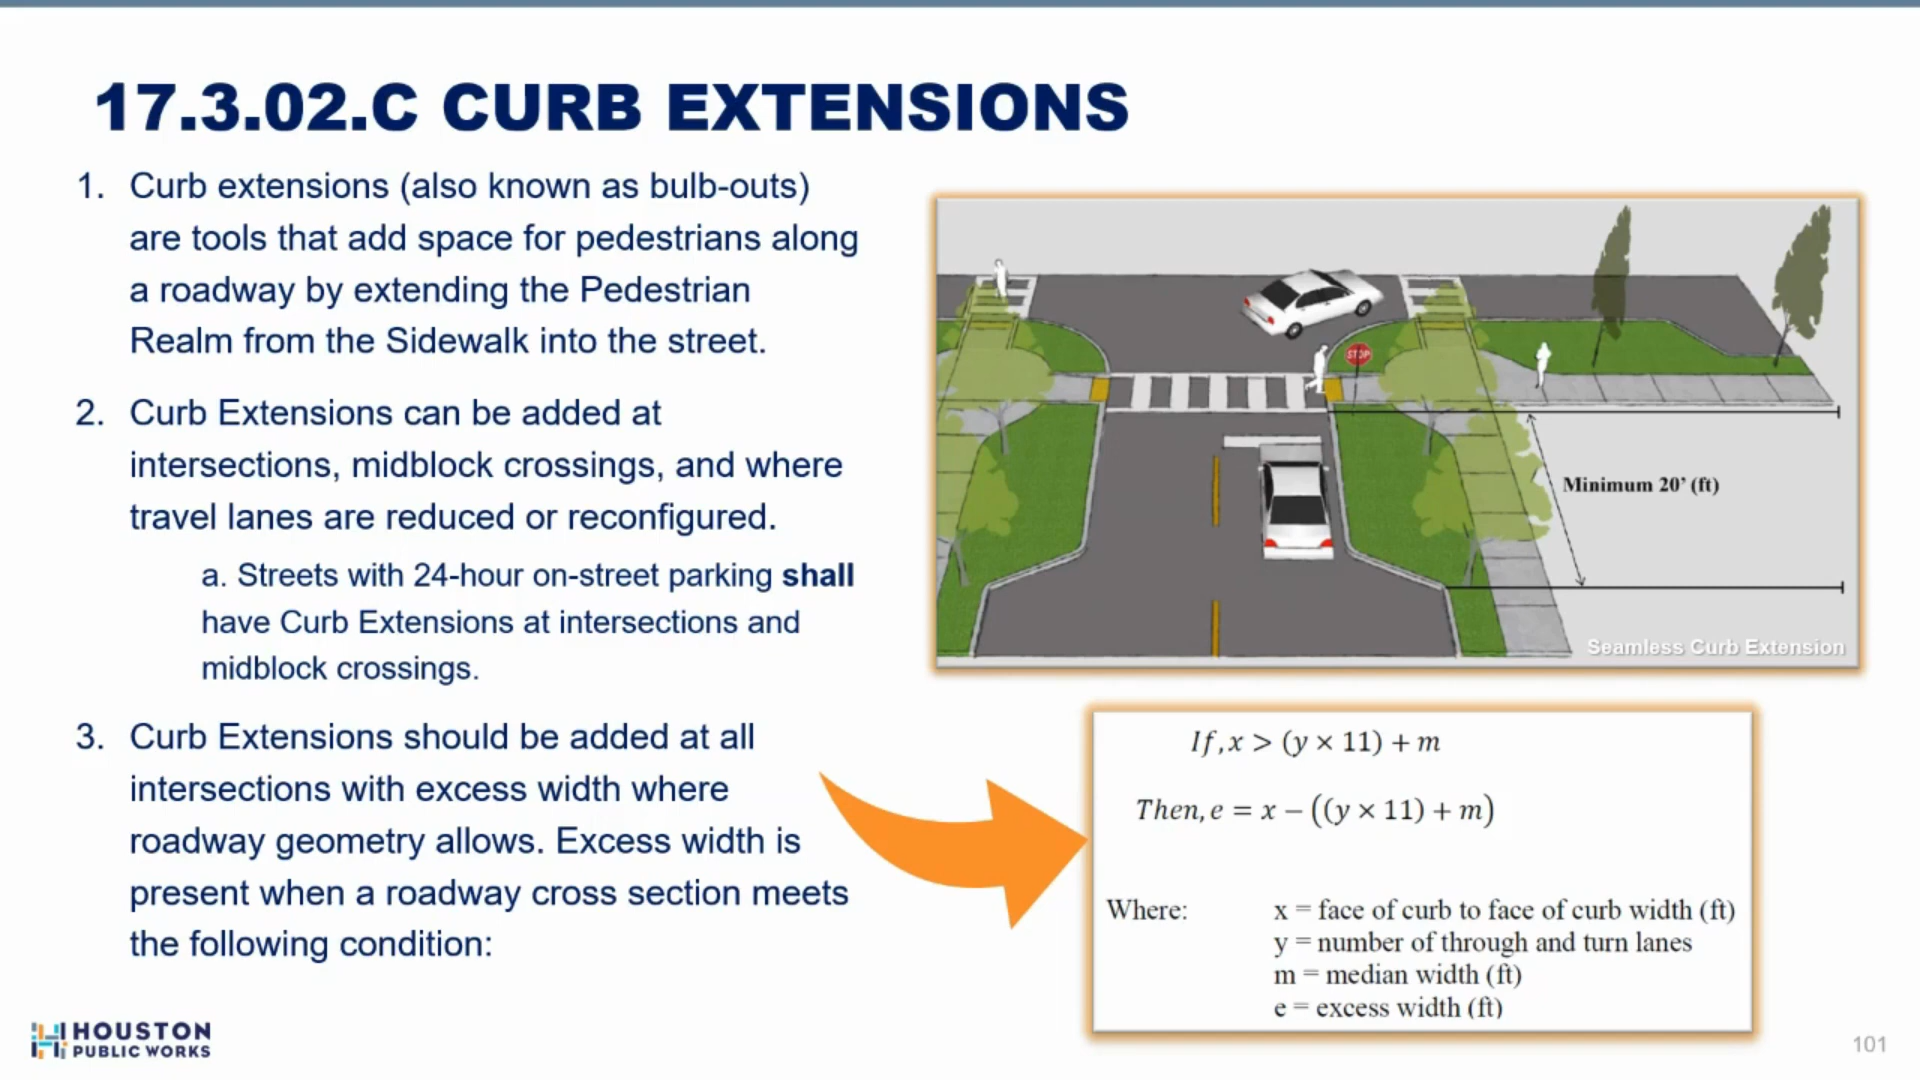 17.3.02.C CURB EXTENSIONS
1. Curb extensions (also known as bulb-outs)
are tools that add space for pedestrians along
a roadway by extending the Pedestrian
Realm from the Sidewalk into the street.
2. Curb Extensions can be added at
intersections, midblock crossings, and where
travel lanes are reduced or reconfigured.
a. Streets with 24-hour on-street parking shall
have Curb Extensions at intersections and
midblock crossings.
3. Curb Extensions should be added at all
intersections with excess width where
roadway geometry allows. Excess width is
present when a roadway cross section meets
the following condition:
STOP
Minimum 20' (ft)
Seamless Curb Extension
If, x > (y × 11) + m
Then, e = x − ((y × 11) + m)
Where: x = face of curb to face of curb width (ft)
y = number of through and turn lanes
m = median width (ft)
e = excess width (ft)
HOUSTON
PUBLIC WORKS
101